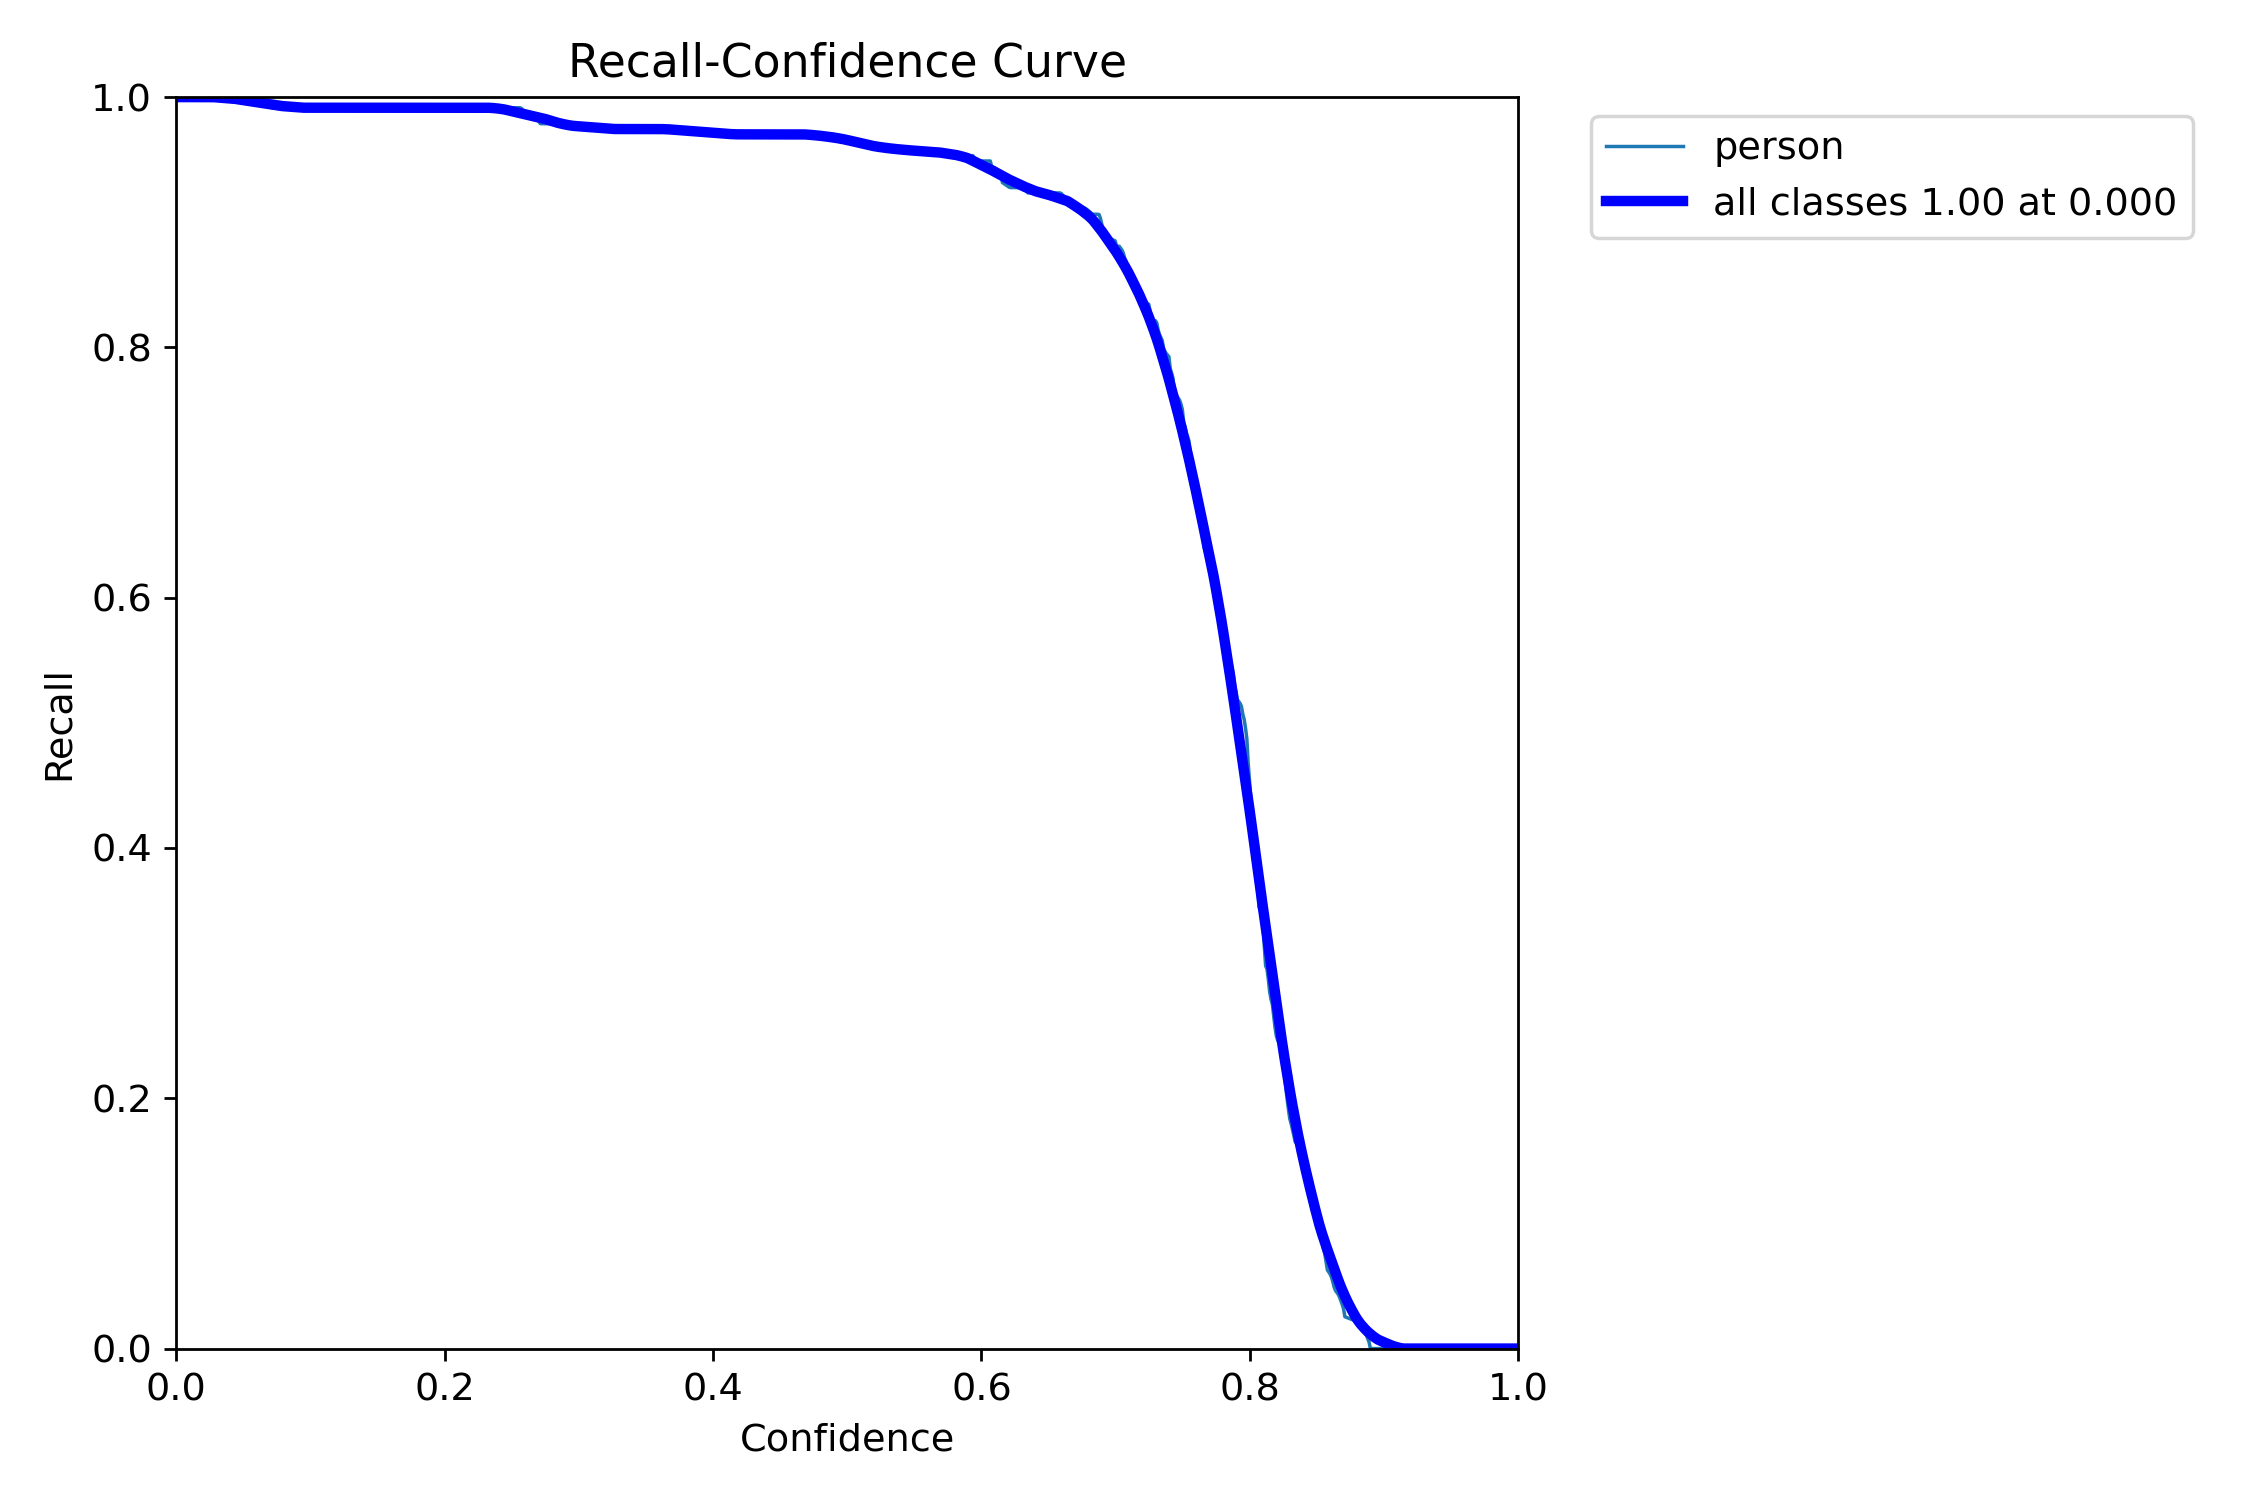 Recall-Confidence Curve
1.0
0.8
0.6
0.4
0.2
0.0
Recall
0.0 0.2 0.4 0.6 0.8 1.0
Confidence
person
all classes 1.00 at 0.000